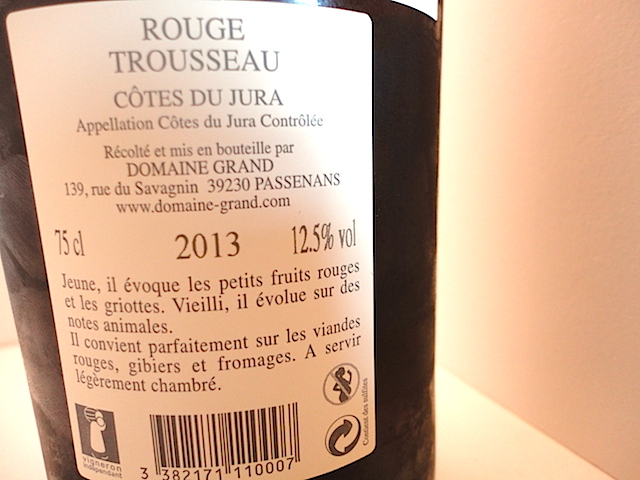 ROUGE
TROUSSEAU
CÔTES DU JURA
Appellation Côtes du Jura Contrôlée
Récolté et mis en bouteille par
DOMAINE GRAND
139, rue du Savagnin 39230 PASSENANS
www.domaine-grand.com
75 cl 2013 12.5% vol
Jeune, il évoque les petits fruits rouges
et les griottes. Vieilli, il évolue sur des
notes animales.
Il convient parfaitement sur les viandes
rouges, gibiers et fromages. A servir
légèrement chambré.
Contient des sulfites
vigneron
indépendant
3 382171 110007